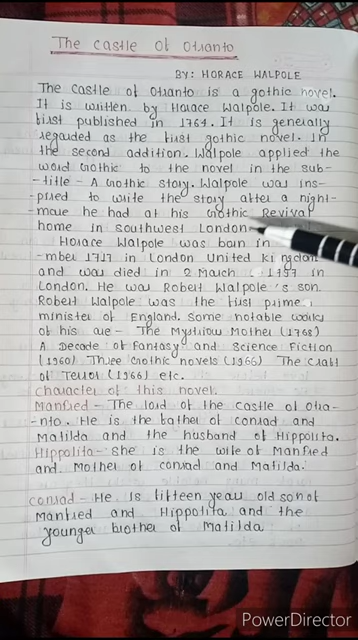 The Castle Of Otranto
BY: HORACE WALPOLE
The castle of Otranto is a gothic novel.
It is written by Horace Walpole. It was
first published in 1764. It is generally
regarded as the first gothic novel. In
the second addition. Walpole applied the
word Gothic to the novel in the sub-
-title - A Gothic story. Walpole was ins-
-pired to write the story after a night-
-mare he had at his Gothic Revival
home in southwest London
Horace Walpole was born in
-mber 1717 in London United Kingdom
and was died in 2 March 1797 in
London. He was Robert Walpole's son.
Robert Walpole was the first prime
minister of England. Some notable works
of his are - The Mysterious Mother (1768)
A Decade of Fantasy and Science Fiction
(1960) Three Gothic novels (1966) The Craft
of Terror (1966) etc.
character of this novel.
Manfred - The lord of the castle of Otra-
-nto. He is the father of conrad and
Matilda and the husband of Hippolita.
Hippolita - She is the wife of Manfred
and Mother of conrad and Matilda.
conrad - He is fifteen year old son of
Manfred and Hippolita and the
younger brother of Matilda
PowerDirector